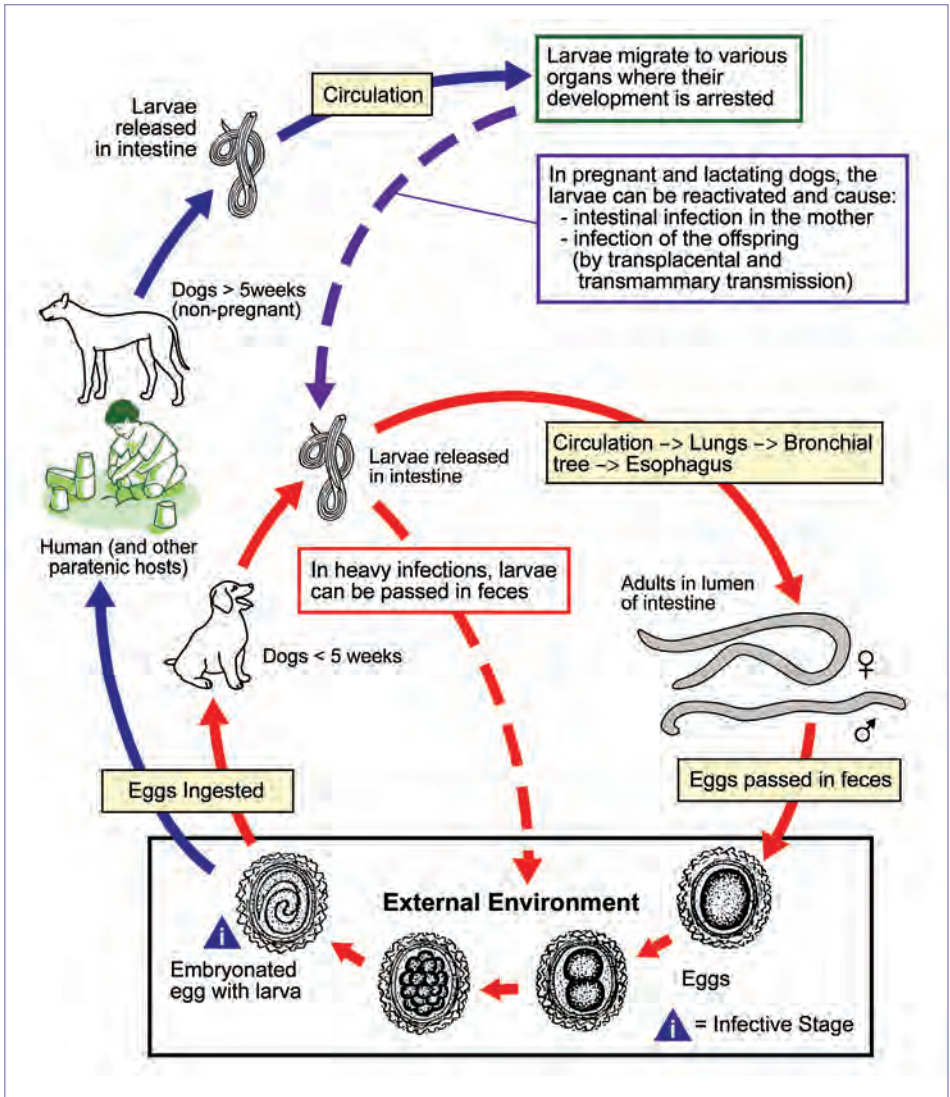 Larvae migrate to various
organs where their
development is arrested
Circulation
Larvae
released
in intestine
In pregnant and lactating dogs, the
larvae can be reactivated and cause:
- intestinal infection in the mother
- infection of the offspring
(by transplacental and
transmammary transmission)
Dogs > 5weeks
(non-pregnant)
Circulation –> Lungs –> Bronchial
tree –> Esophagus
Larvae released
in intestine
Human (and other
paratenic hosts)
In heavy infections, larvae
can be passed in feces
Adults in lumen
of intestine
♀
Dogs < 5 weeks
♂
Eggs Ingested
Eggs passed in feces
External Environment
i
Embryonated
egg with larva
Eggs
i = Infective Stage